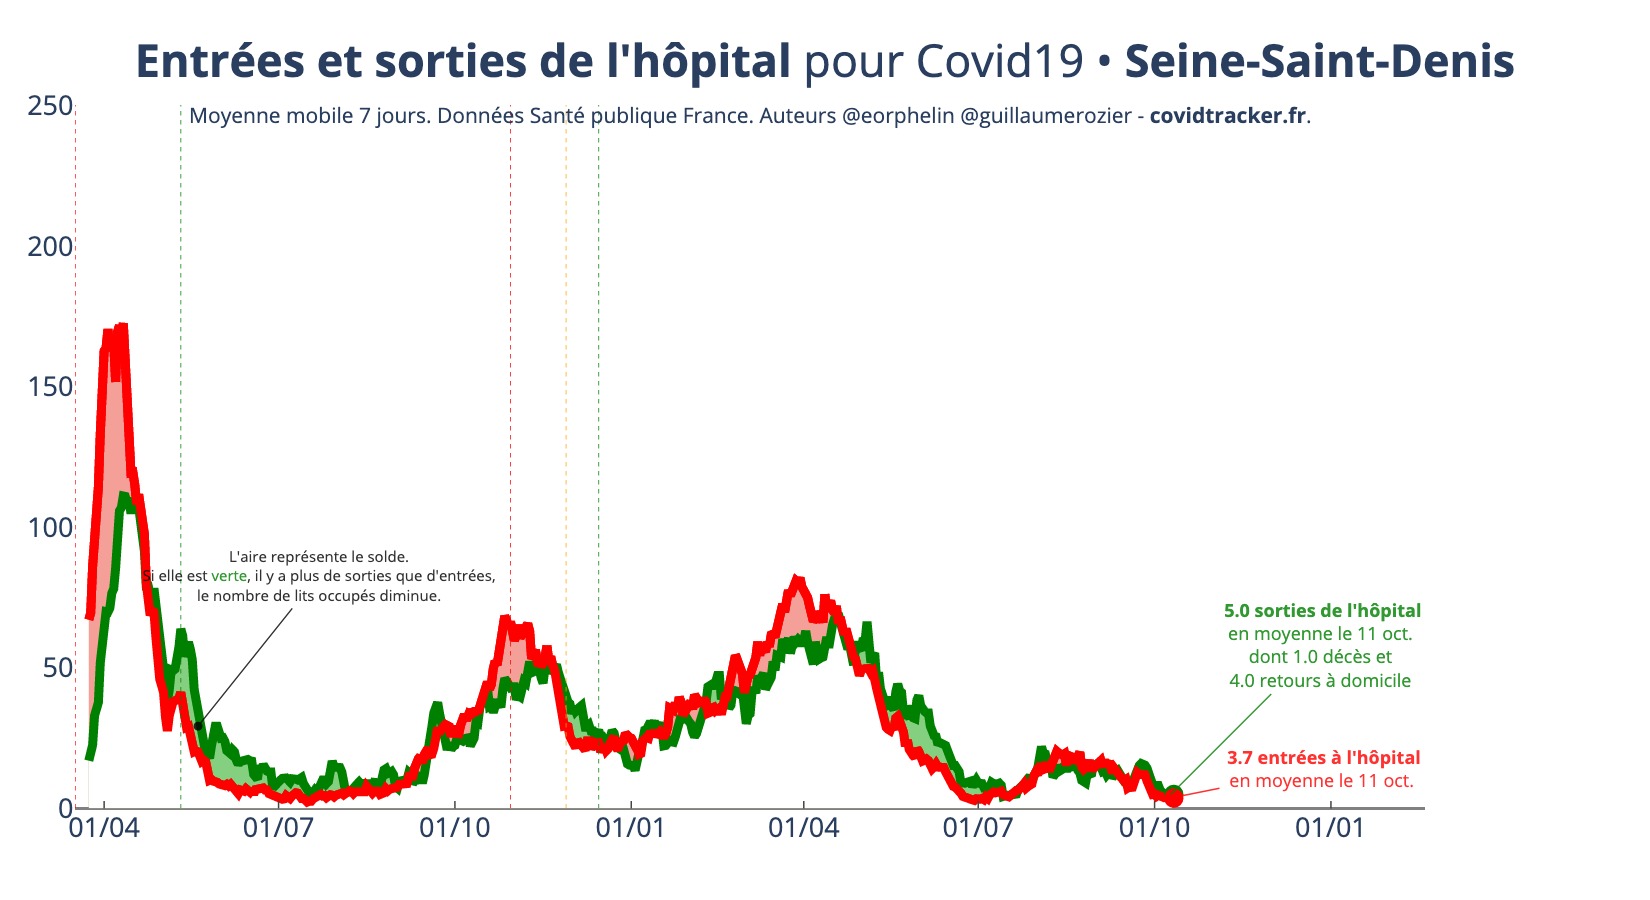 Entrées et sorties de l'hôpital pour Covid19 • Seine-Saint-Denis
250
Moyenne mobile 7 jours. Données Santé publique France. Auteurs @eorphelin @guillaumerozier - covidtracker.fr.
200
150
100
L'aire représente le solde.
Si elle est verte, il y a plus de sorties que d'entrées,
le nombre de lits occupés diminue.
5.0 sorties de l'hôpital
en moyenne le 11 oct.
dont 1.0 décès et
4.0 retours à domicile
50
3.7 entrées à l'hôpital
en moyenne le 11 oct.
0
01/04 01/07 01/10 01/01 01/04 01/07 01/10 01/01